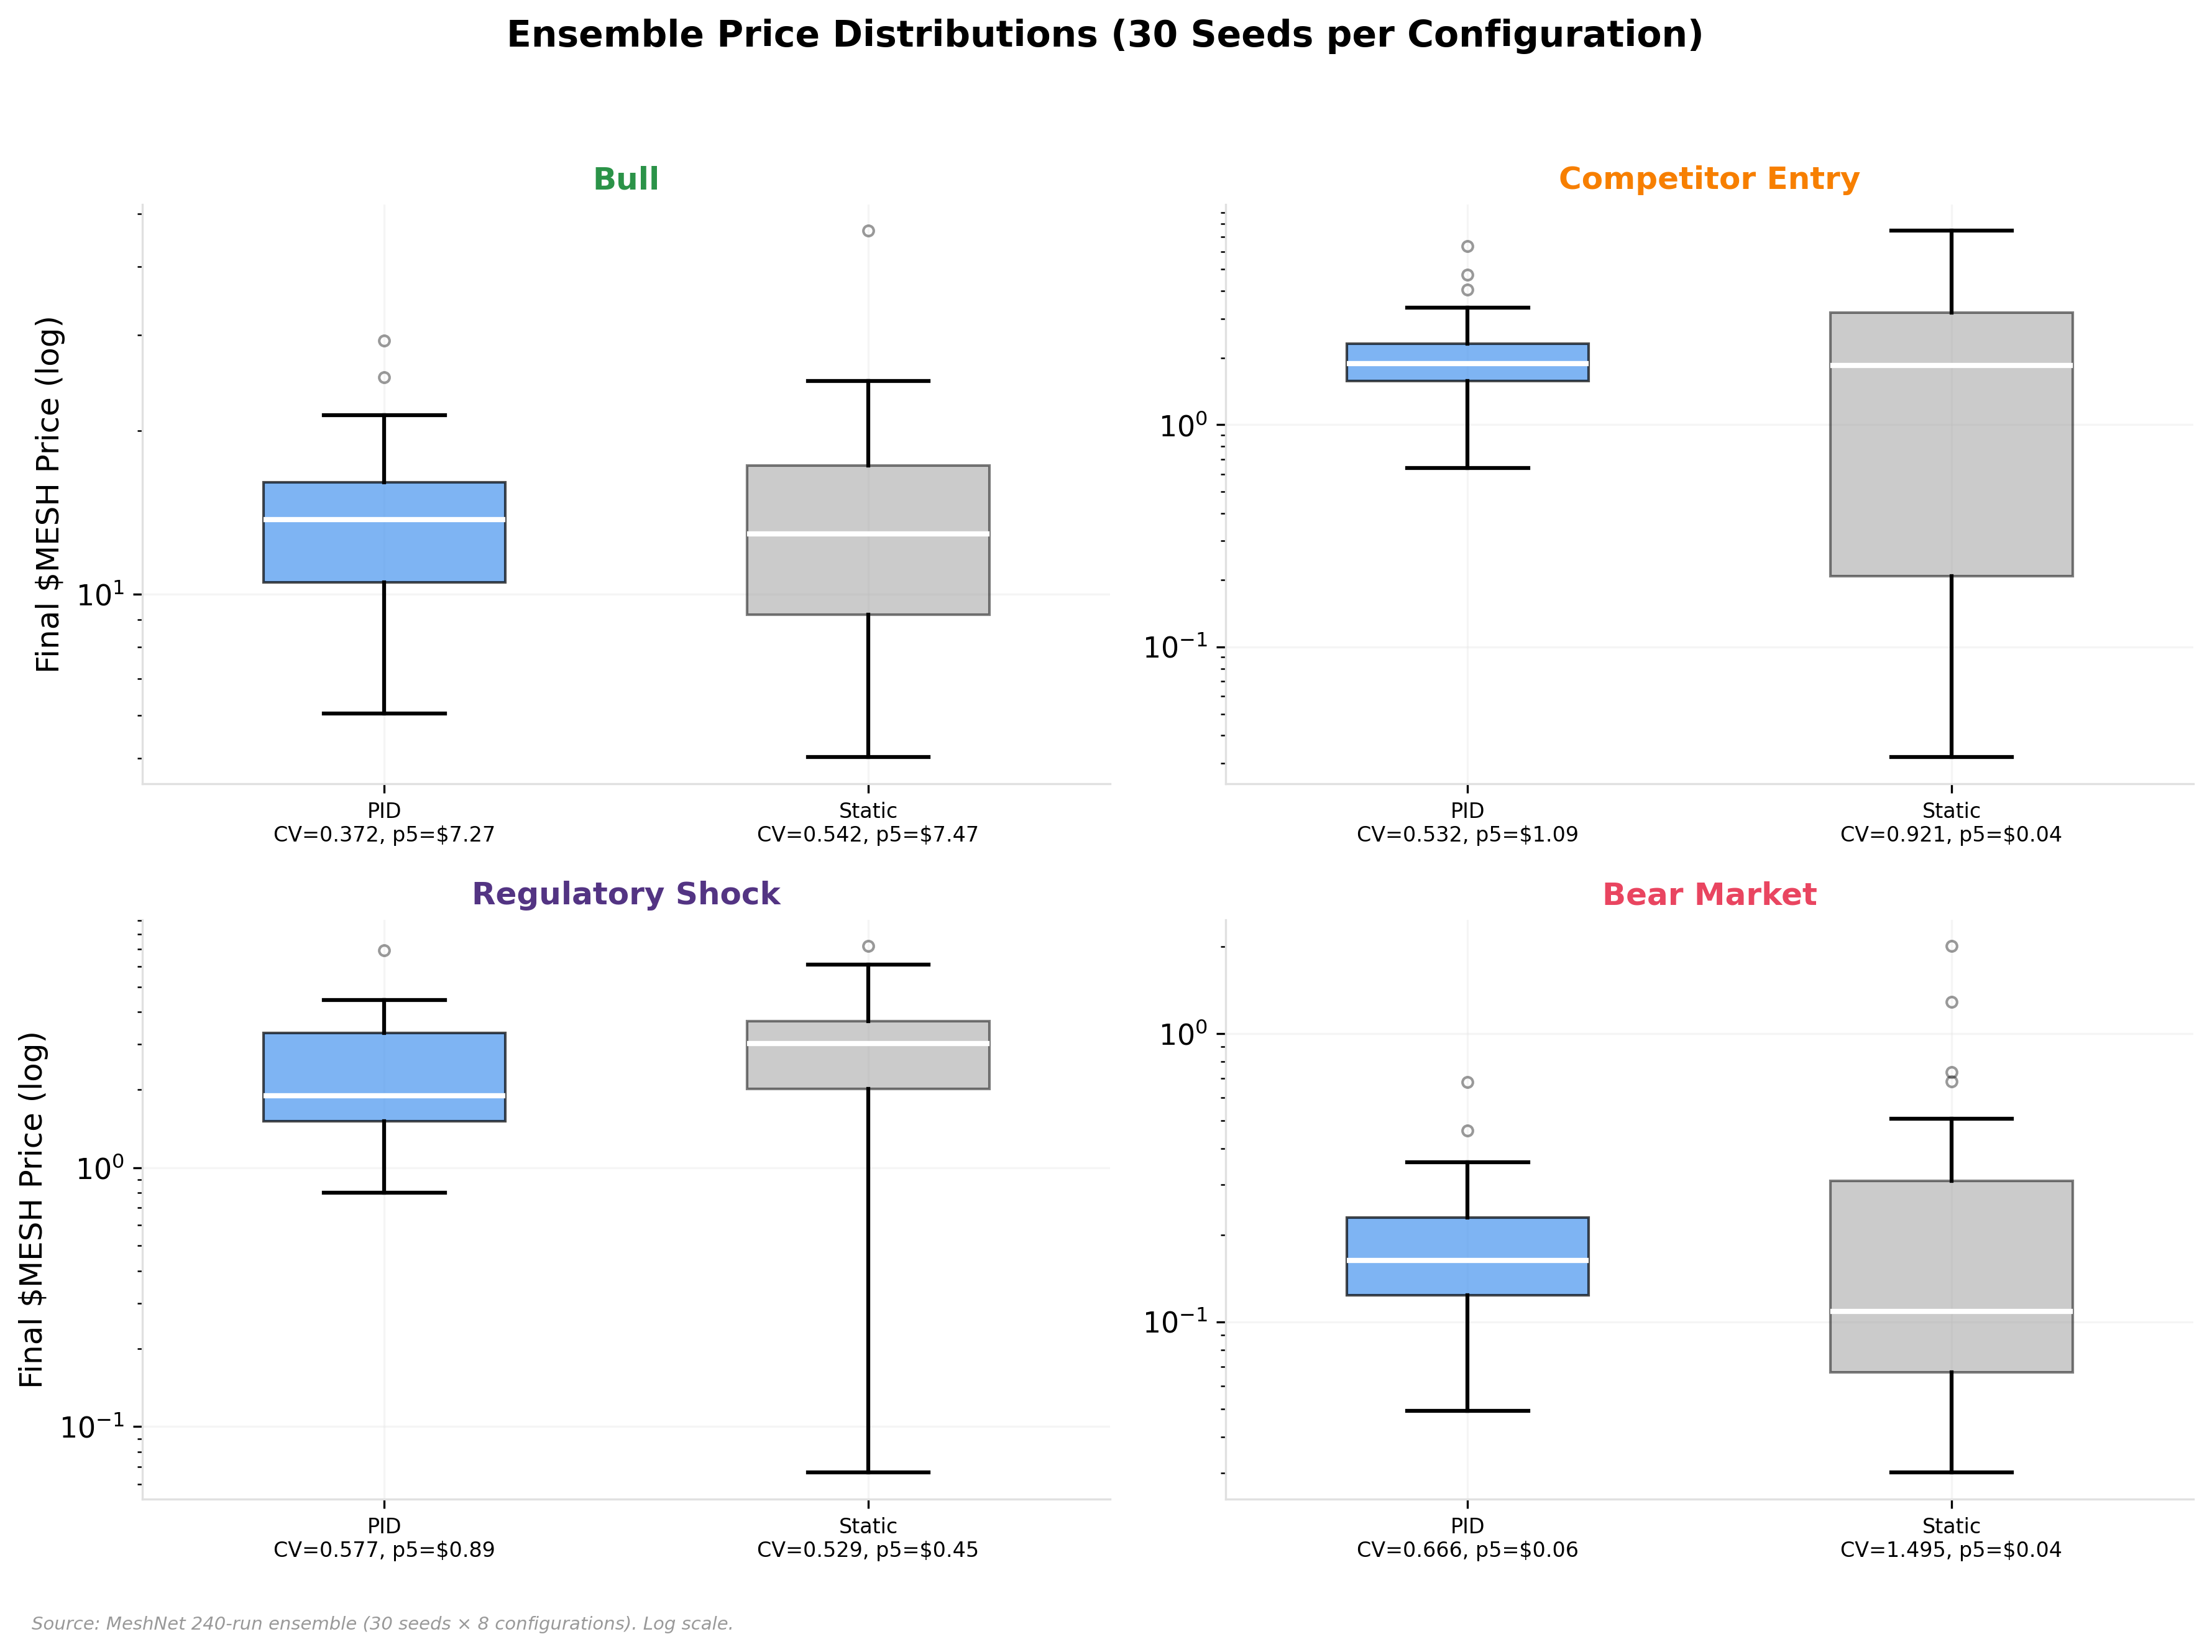 Ensemble Price Distributions (30 Seeds per Configuration)
Bull
Final $MESH Price (log)
10¹
PID
CV=0.372, p5=$7.27
Static
CV=0.542, p5=$7.47
Competitor Entry
10⁰
10⁻¹
PID
CV=0.532, p5=$1.09
Static
CV=0.921, p5=$0.04
Regulatory Shock
Final $MESH Price (log)
10⁰
10⁻¹
PID
CV=0.577, p5=$0.89
Static
CV=0.529, p5=$0.45
Bear Market
10⁰
10⁻¹
PID
CV=0.666, p5=$0.06
Static
CV=1.495, p5=$0.04
Source: MeshNet 240-run ensemble (30 seeds × 8 configurations). Log scale.